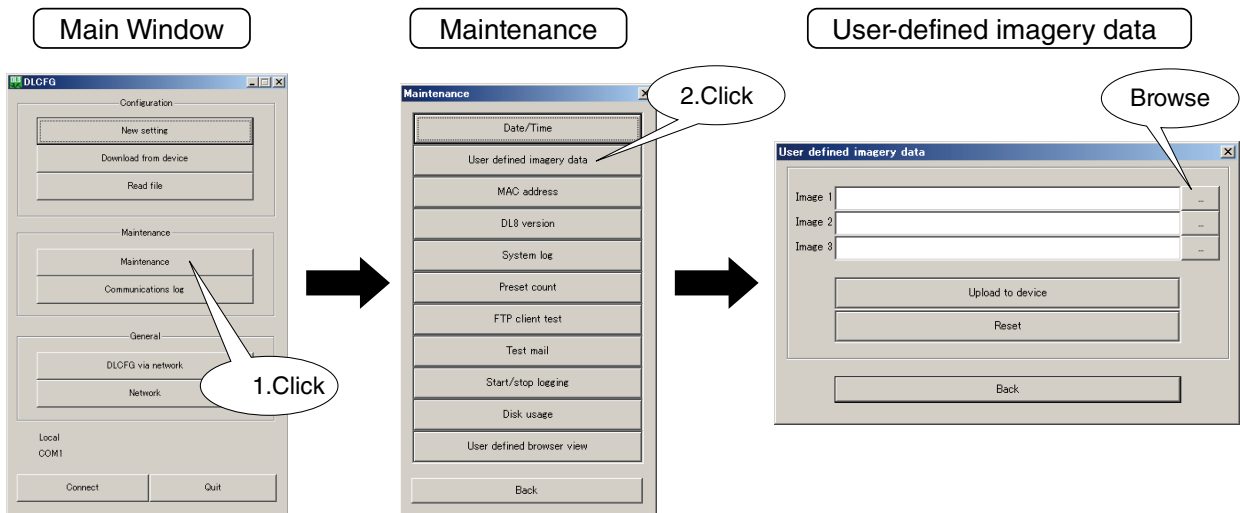 Main Window
Maintenance
User-defined imagery data
DLCFG
Configuration
New setting
Download from device
Read file
Maintenance
Maintenance
Communications log
General
DLCFG via network
Network
Local
COM1
Connect
Quit
1.Click
Maintenance
Date/Time
User defined imagery data
MAC address
DL8 version
System log
Preset count
FTP client test
Test mail
Start/stop logging
Disk usage
User defined browser view
Back
2.Click
User defined imagery data
Image 1
...
Image 2
...
Image 3
...
Upload to device
Reset
Back
Browse